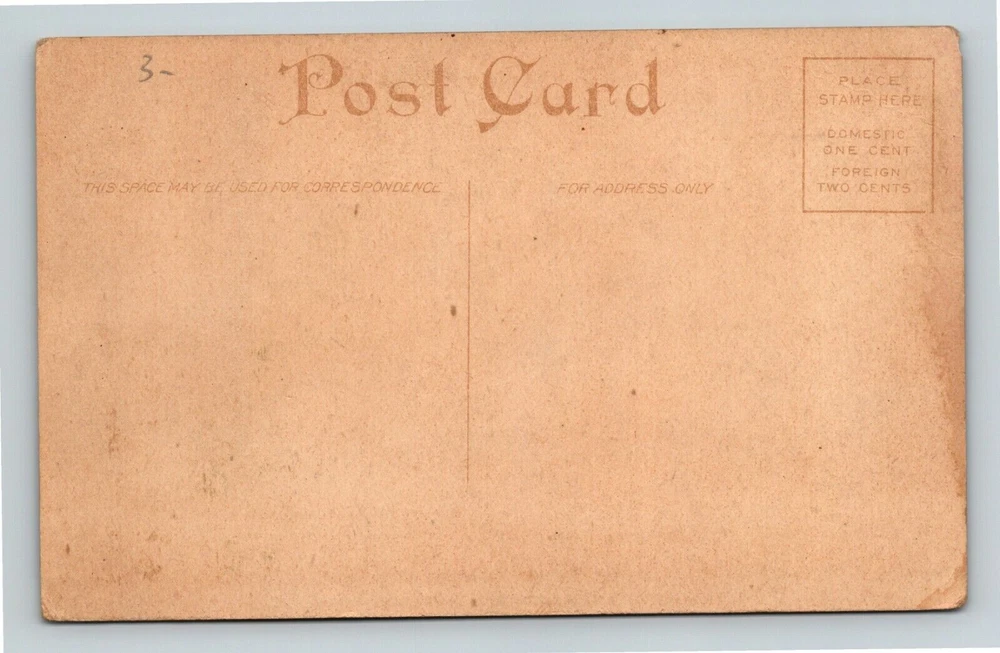 3-
Post Card
PLACE
STAMP HERE
DOMESTIC
ONE CENT
FOREIGN
TWO CENTS
THIS SPACE MAY BE USED FOR CORRESPONDENCE
FOR ADDRESS ONLY